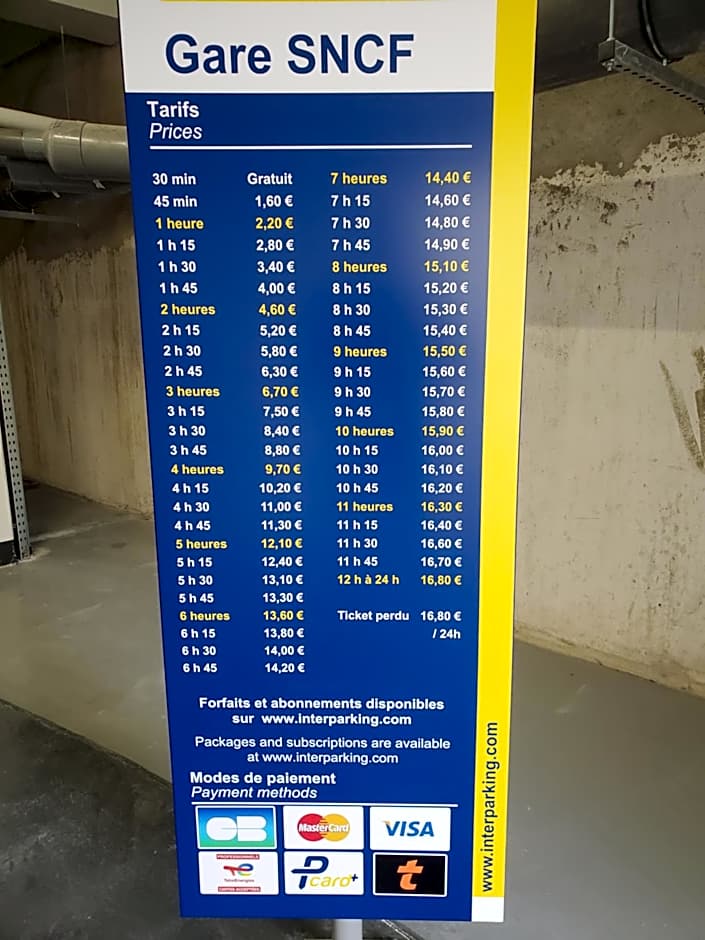 Gare SNCF
Tarifs
Prices
30 min Gratuit
45 min 1,60 €
1 heure 2,20 €
1 h 15 2,80 €
1 h 30 3,40 €
1 h 45 4,00 €
2 heures 4,60 €
2 h 15 5,20 €
2 h 30 5,80 €
2 h 45 6,30 €
3 heures 6,70 €
3 h 15 7,50 €
3 h 30 8,40 €
3 h 45 8,80 €
4 heures 9,70 €
4 h 15 10,20 €
4 h 30 11,00 €
4 h 45 11,30 €
5 heures 12,10 €
5 h 15 12,40 €
5 h 30 13,10 €
5 h 45 13,30 €
6 heures 13,60 €
6 h 15 13,80 €
6 h 30 14,00 €
6 h 45 14,20 €
7 heures 14,40 €
7 h 15 14,60 €
7 h 30 14,80 €
7 h 45 14,90 €
8 heures 15,10 €
8 h 15 15,20 €
8 h 30 15,30 €
8 h 45 15,40 €
9 heures 15,50 €
9 h 15 15,60 €
9 h 30 15,70 €
9 h 45 15,80 €
10 heures 15,90 €
10 h 15 16,00 €
10 h 30 16,10 €
10 h 45 16,20 €
11 heures 16,30 €
11 h 15 16,40 €
11 h 30 16,60 €
11 h 45 16,70 €
12 h à 24 h 16,80 €
Ticket perdu 16,80 €
/ 24h
Forfaits et abonnements disponibles
sur www.interparking.com
Packages and subscriptions are available
at www.interparking.com
Modes de paiement
Payment methods
CB MasterCard VISA
PROFESSIONNELS
TotalEnergies
CARTES ACCEPTÉES
Pcard+
t
www.interparking.com